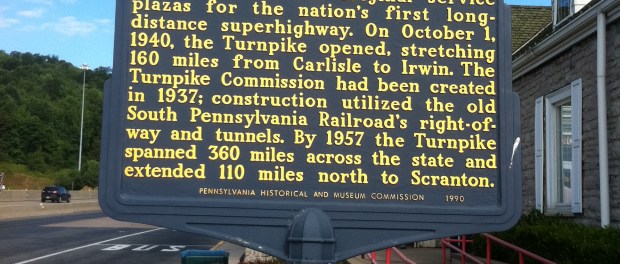 service
plazas for the nation's first long-
distance superhighway. On October 1,
1940, the Turnpike opened, stretching
160 miles from Carlisle to Irwin. The
Turnpike Commission had been created
in 1937; construction utilized the old
South Pennsylvania Railroad's right-of-
way and tunnels. By 1957 the Turnpike
spanned 360 miles across the state and
extended 110 miles north to Scranton.
PENNSYLVANIA HISTORICAL AND MUSEUM COMMISSION 1990
BUS